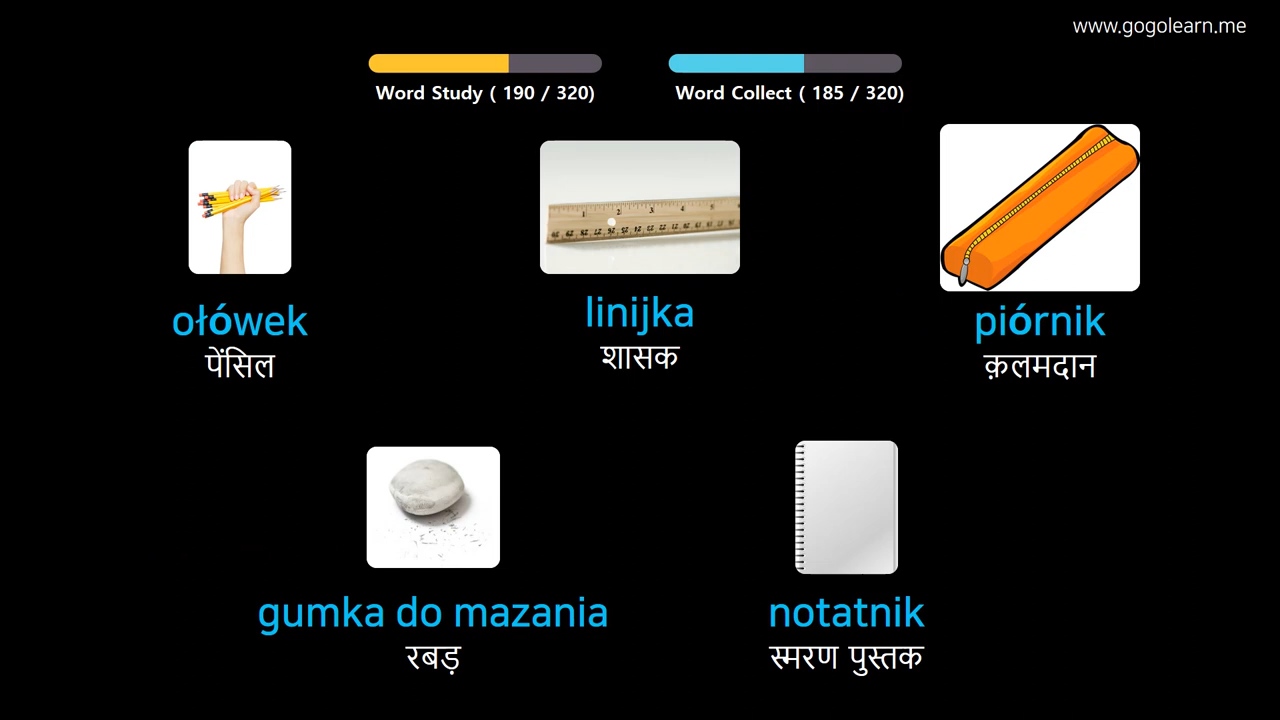 www.gogolearn.me
Word Study ( 190 / 320)
Word Collect ( 185 / 320)
ołówek
पेंसिल
linijka
शासक
piórnik
क़लमदान
gumka do mazania
रबड़
notatnik
स्मरण पुस्तक